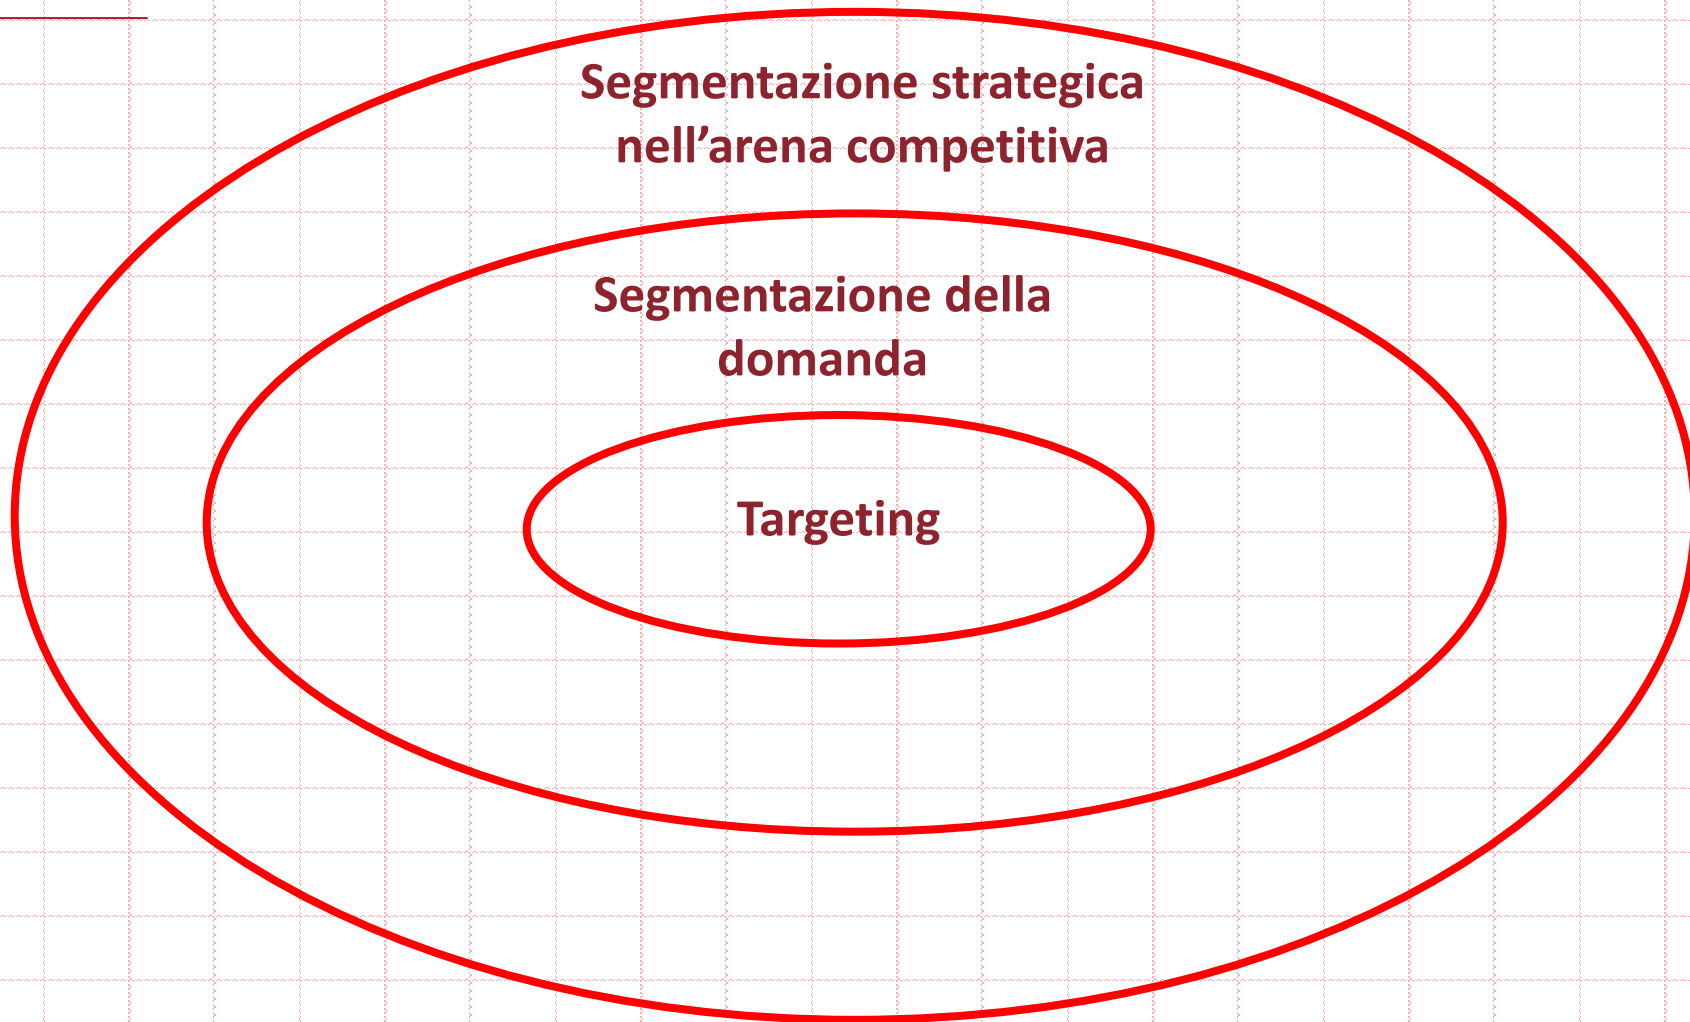 Segmentazione strategica
nell’arena competitiva
Segmentazione della
domanda
Targeting